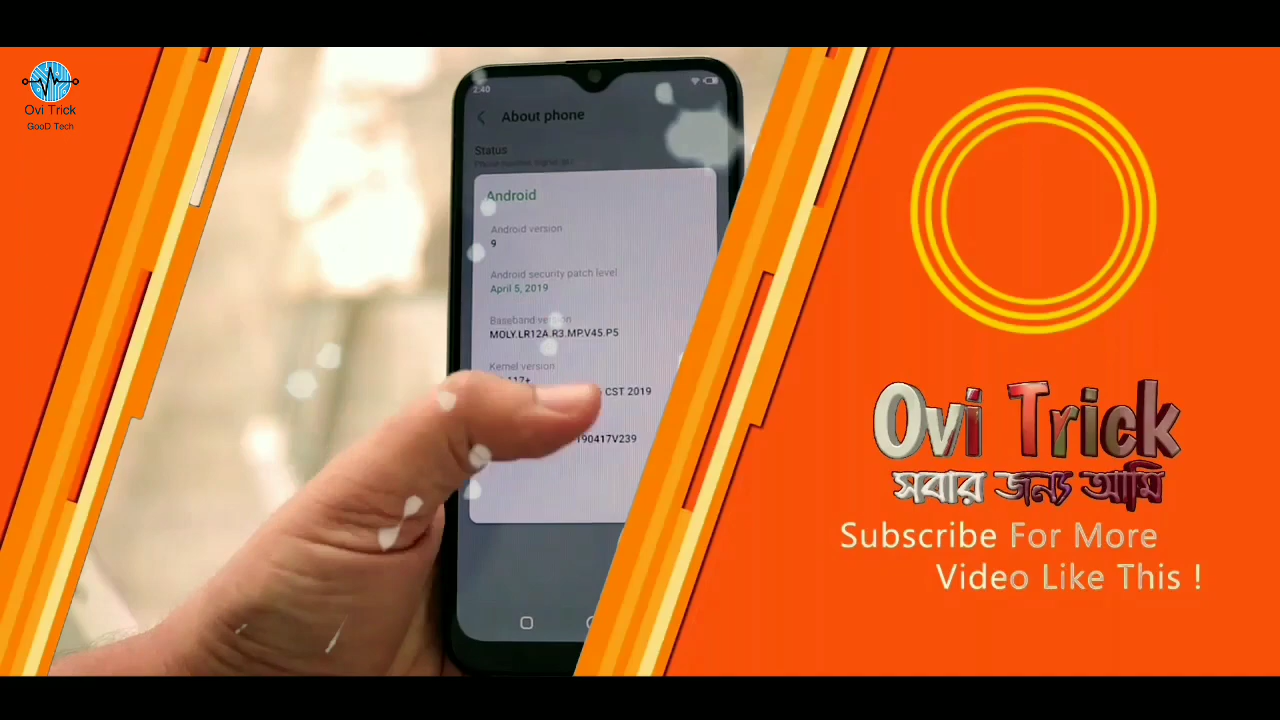 Ovi Trick
GooD Tech
2:40
About phone
Status
Android
Android version
9
Android security patch level
April 5, 2019
Baseband version
MOLY.LR12A.R3.MP.V45.P5
Kernel version
CST 2019
190417V239
Ovi Trick
সবার জন্য আমি
Subscribe For More
Video Like This !